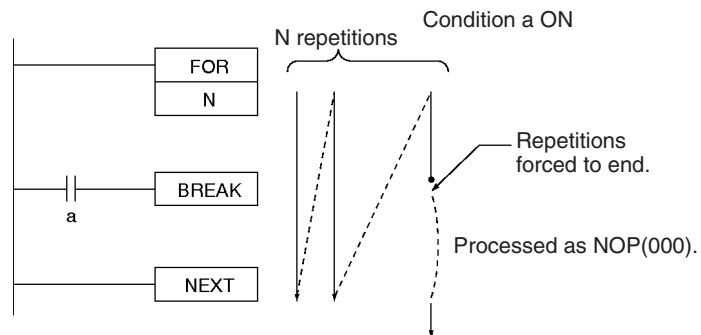 Condition a ON
N repetitions
FOR
N
Repetitions
forced to end.
BREAK
a
Processed as NOP(000).
NEXT